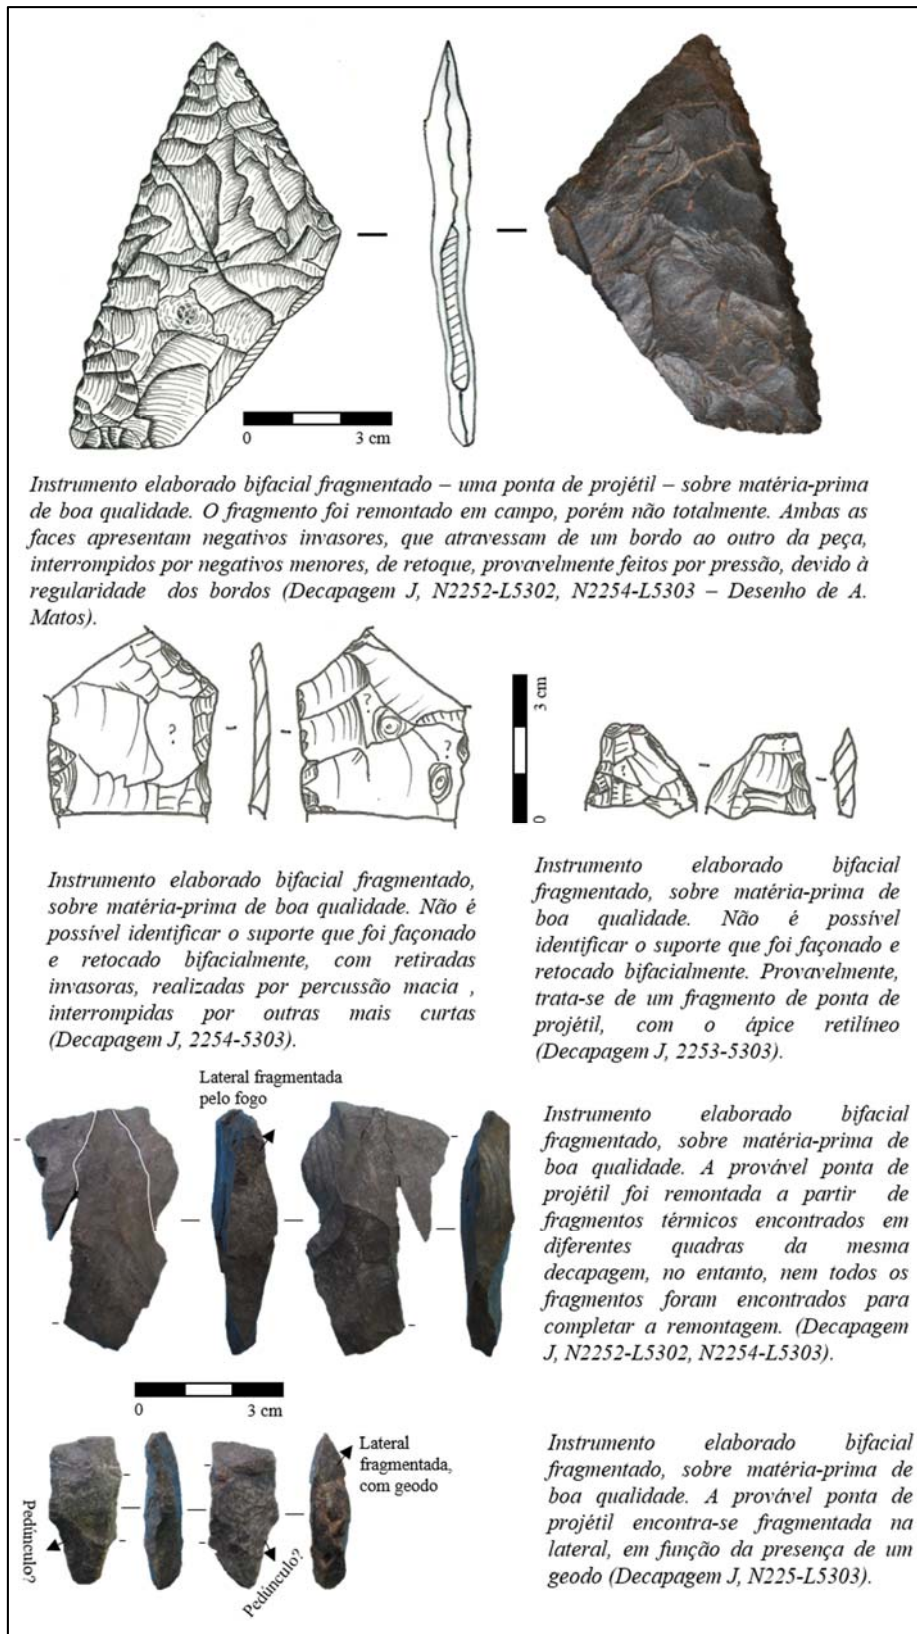 0 3 cm
Instrumento elaborado bifacial fragmentado – uma ponta de projétil – sobre matéria-prima
de boa qualidade. O fragmento foi remontado em campo, porém não totalmente. Ambas as
faces apresentam negativos invasores, que atravessam de um bordo ao outro da peça,
interrompidos por negativos menores, de retoque, provavelmente feitos por pressão, devido à
regularidade dos bordos (Decapagem J, N2252-L5302, N2254-L5303 – Desenho de A.
Matos).
?
?
?
0 3 cm
?
?
Instrumento elaborado bifacial fragmentado,
sobre matéria-prima de boa qualidade. Não é
possível identificar o suporte que foi façonado
e retocado bifacialmente, com retiradas
invasoras, realizadas por percussão macia ,
interrompidas por outras mais curtas
(Decapagem J, 2254-5303).
Instrumento elaborado bifacial
fragmentado, sobre matéria-prima de
boa qualidade. Não é possível
identificar o suporte que foi façonado e
retocado bifacialmente. Provavelmente,
trata-se de um fragmento de ponta de
projétil, com o ápice retilíneo
(Decapagem J, 2253-5303).
Lateral fragmentada
pelo fogo
Instrumento elaborado bifacial
fragmentado, sobre matéria-prima de
boa qualidade. A provável ponta de
projétil foi remontada a partir de
fragmentos térmicos encontrados em
diferentes quadras da mesma
decapagem, no entanto, nem todos os
fragmentos foram encontrados para
completar a remontagem. (Decapagem
J, N2252-L5302, N2254-L5303).
0 3 cm
Pedúnculo?
Pedúnculo?
Lateral
fragmentada,
com geodo
Instrumento elaborado bifacial
fragmentado, sobre matéria-prima de
boa qualidade. A provável ponta de
projétil encontra-se fragmentada na
lateral, em função da presença de um
geodo (Decapagem J, N225-L5303).